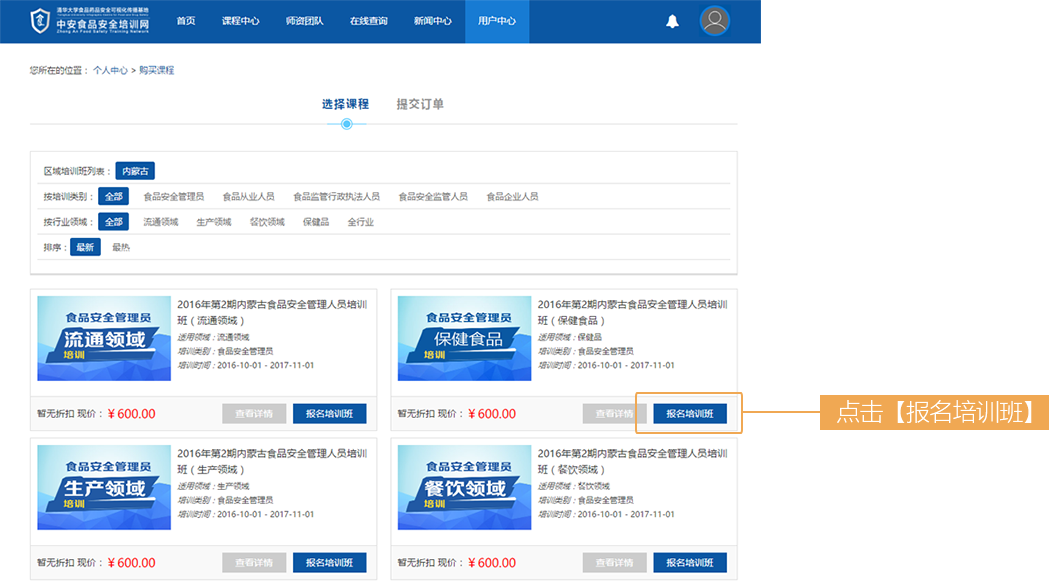 清华大学食品药品安全可视化传播基地
中安食品安全培训网
Zhong An Food Safety Training Network
首页 课程中心 师资团队 在线查询 新闻中心 用户中心
您所在的位置： 个人中心 > 购买课程
选择课程 提交订单
区域培训班列表： 内蒙古
按培训类别： 全部 食品安全管理员 食品从业人员 食品监管行政执法人员 食品安全监管人员 食品企业人员
按行业领域： 全部 流通领域 生产领域 餐饮领域 保健品 全行业
排序： 最新 最热
食品安全管理员
流通领域
培训
2016年第2期内蒙古食品安全管理人员培训
班（流通领域）
适用领域：流通领域
培训类别：食品安全管理员
培训时间：2016-10-01 - 2017-11-01
暂无折扣 现价：￥600.00 查看详情 报名培训班
食品安全管理员
保健食品
培训
2016年第2期内蒙古食品安全管理人员培训
班（保健食品）
适用领域：保健品
培训类别：食品安全管理员
培训时间：2016-10-01 - 2017-11-01
暂无折扣 现价：￥600.00 查看详情 报名培训班
点击【报名培训班】
食品安全管理员
生产领域
培训
2016年第2期内蒙古食品安全管理人员培训
班（生产领域）
适用领域：生产领域
培训类别：食品安全管理员
培训时间：2016-10-01 - 2017-11-01
暂无折扣 现价：￥600.00 查看详情 报名培训班
食品安全管理员
餐饮领域
培训
2016年第2期内蒙古食品安全管理人员培训
班（餐饮领域）
适用领域：餐饮领域
培训类别：食品安全管理员
培训时间：2016-10-01 - 2017-11-01
暂无折扣 现价：￥600.00 查看详情 报名培训班